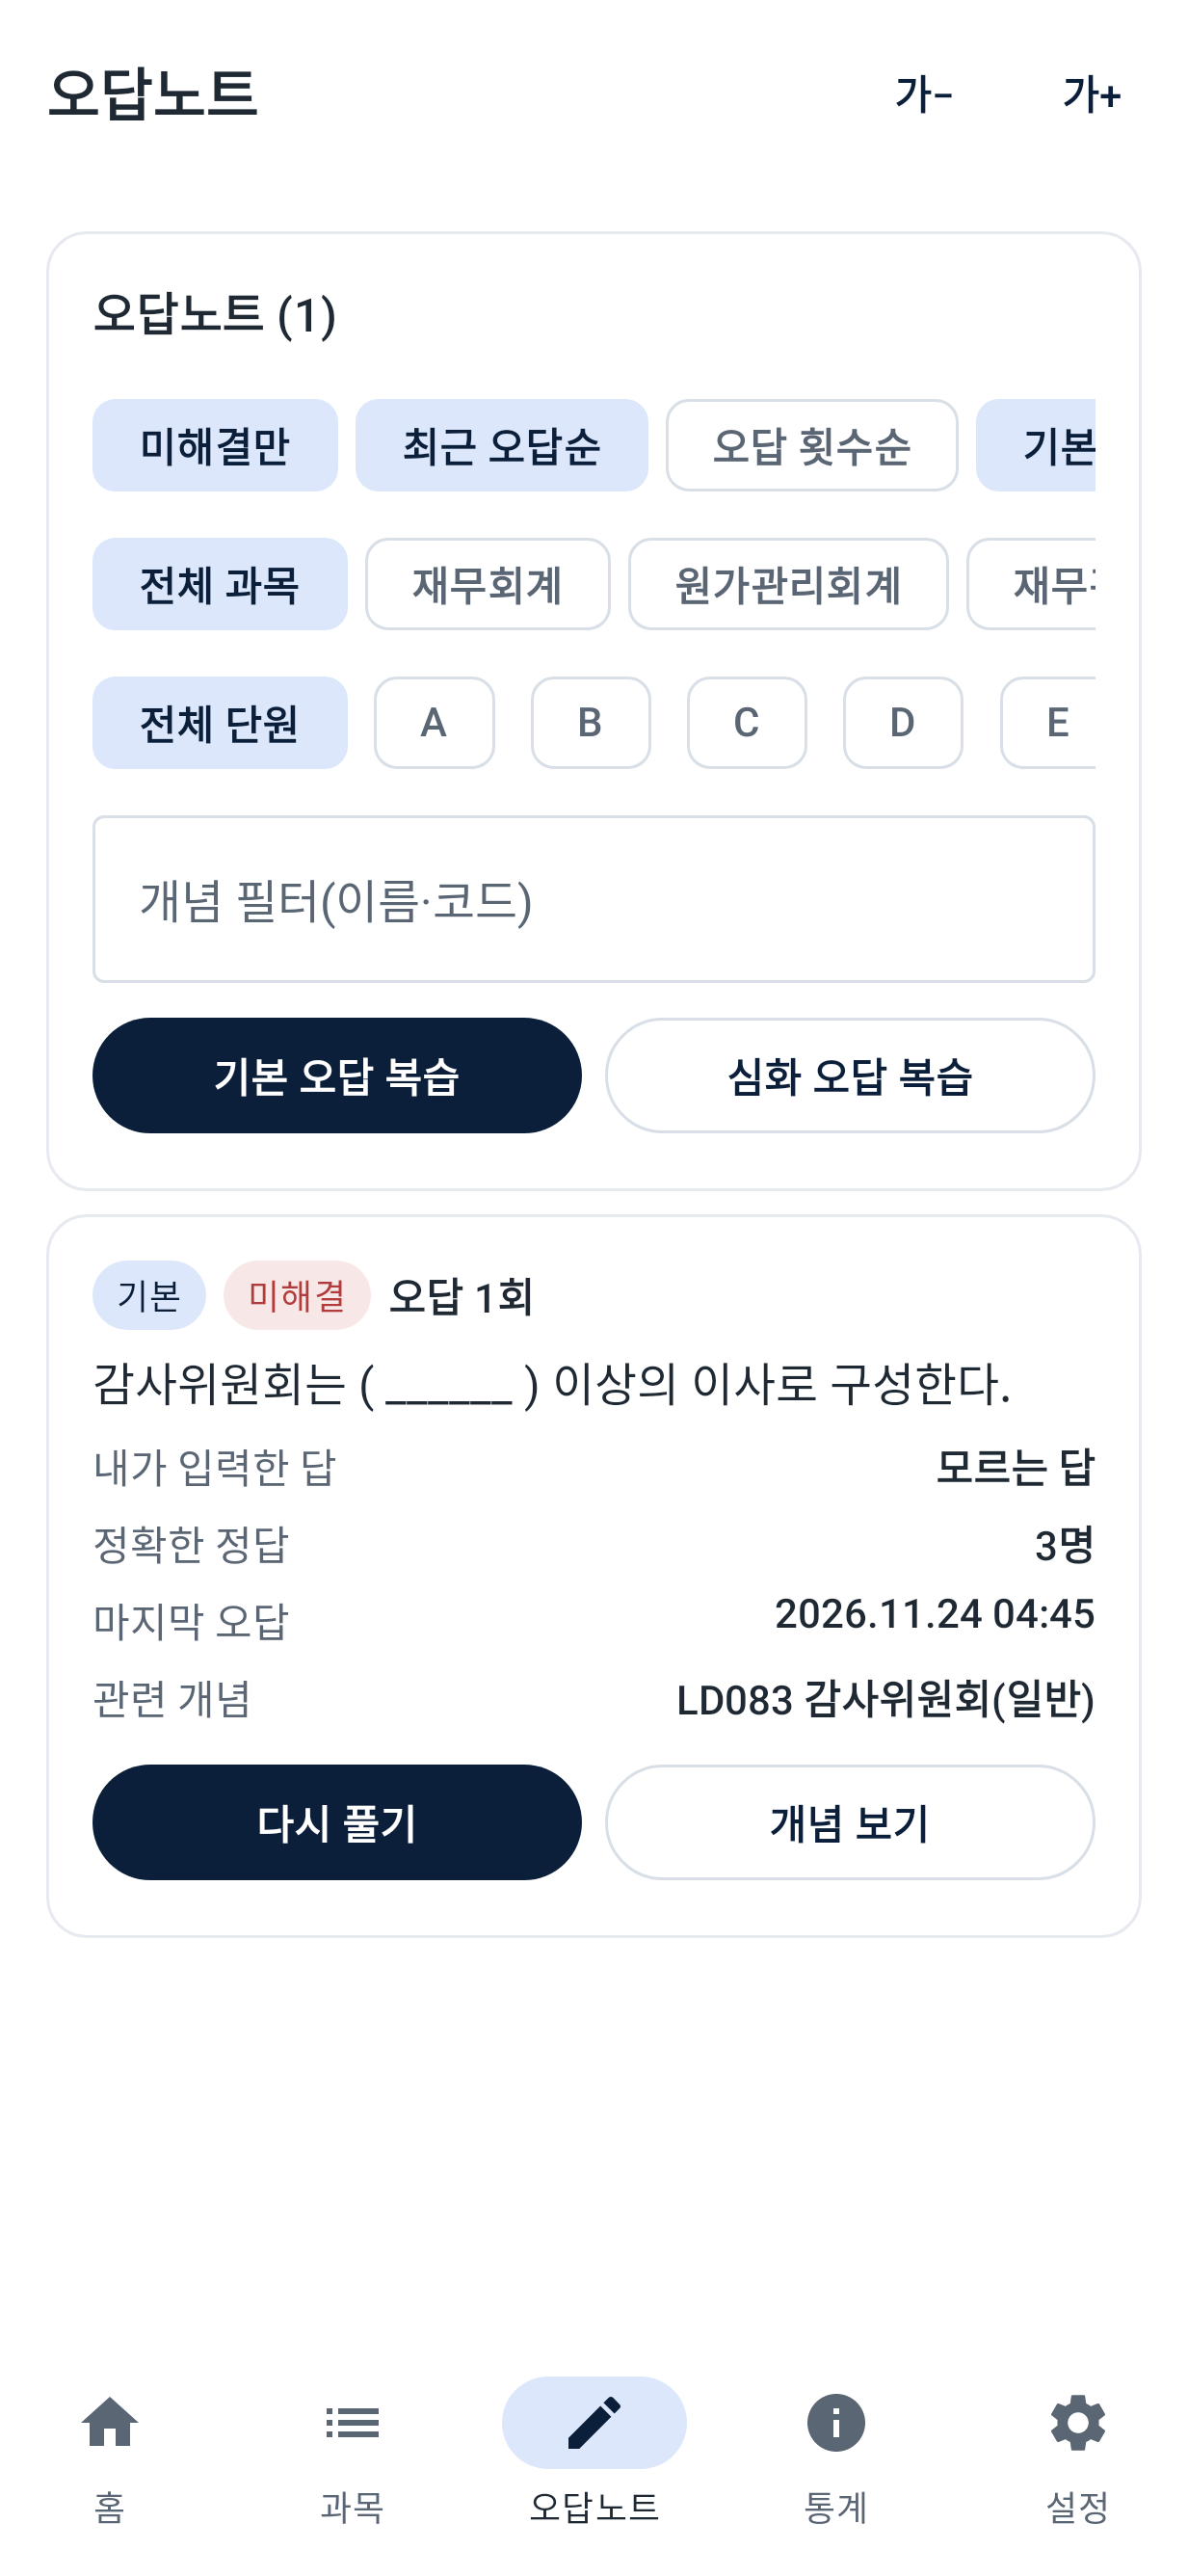 오답노트 가- 가+
오답노트 (1)
미해결만 최근 오답순 오답 횟수순 기본
전체 과목 재무회계 원가관리회계 재무
전체 단원 A B C D E
개념 필터(이름·코드)
기본 오답 복습 심화 오답 복습
기본 미해결 오답 1회
감사위원회는 ( ______ ) 이상의 이사로 구성한다.
내가 입력한 답 모르는 답
정확한 정답 3명
마지막 오답 2026.11.24 04:45
관련 개념 LD083 감사위원회(일반)
다시 풀기 개념 보기
홈 과목 오답노트 통계 설정